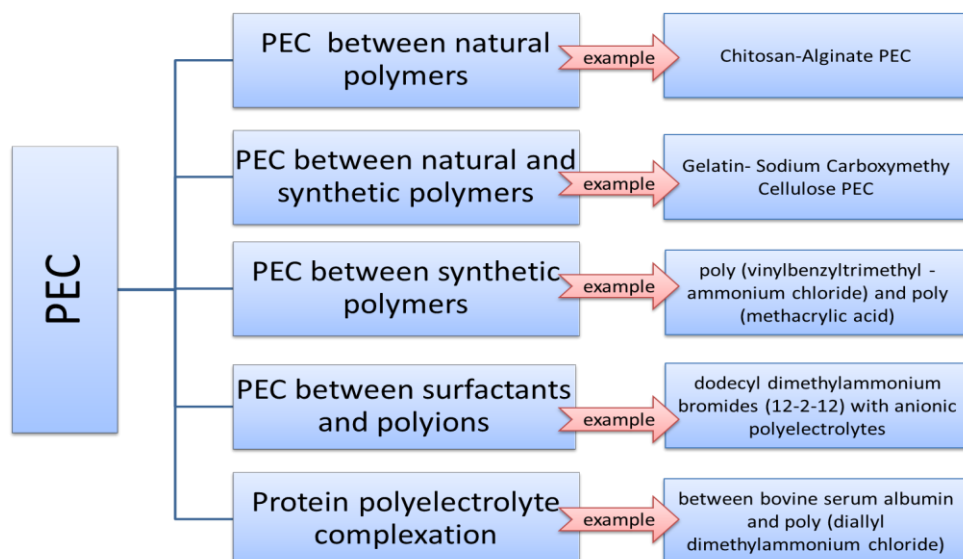 PEC
PEC between natural
polymers
example
Chitosan-Alginate PEC
PEC between natural and
synthetic polymers
example
Gelatin- Sodium Carboxymethy
Cellulose PEC
PEC between synthetic
polymers
example
poly (vinylbenzyltrimethyl -
ammonium chloride) and poly
(methacrylic acid)
PEC between surfactants
and polyions
example
dodecyl dimethylammonium
bromides (12-2-12) with anionic
polyelectrolytes
Protein polyelectrolyte
complexation
example
between bovine serum albumin
and poly (diallyl
dimethylammonium chloride)